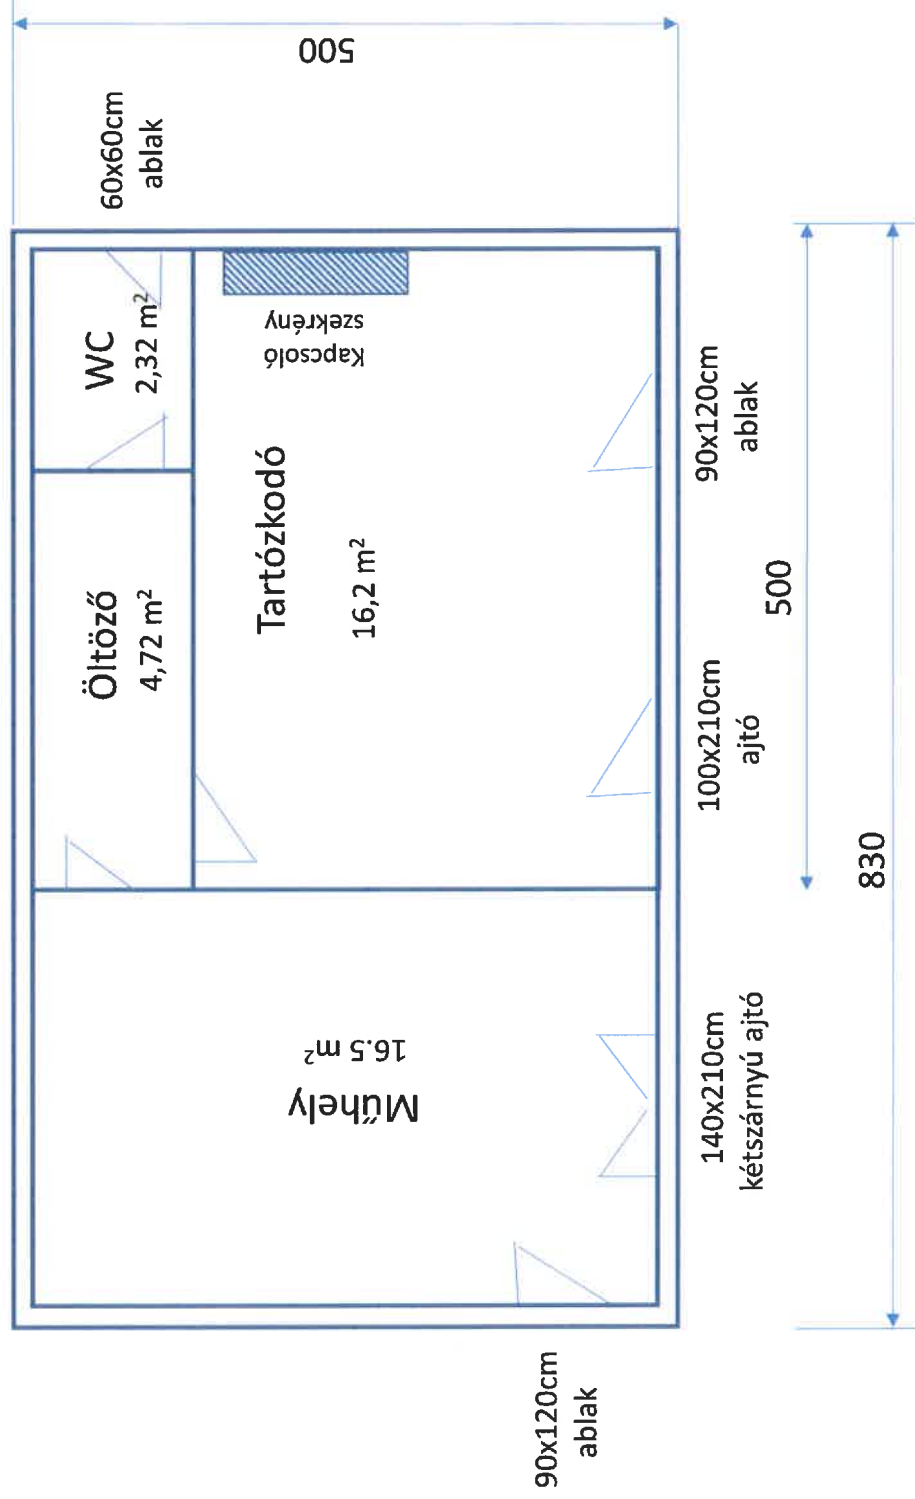 500
60x60cm
ablak
WC
2,32 m²
Öltöző
4,72 m²
Kapcsoló
szekrény
Tartózkodó
16,2 m²
Műhely
16.5 m²
90x120cm
ablak
100x210cm
ajtó
140x210cm
kétszárnyú ajtó
90x120cm
ablak
500
830